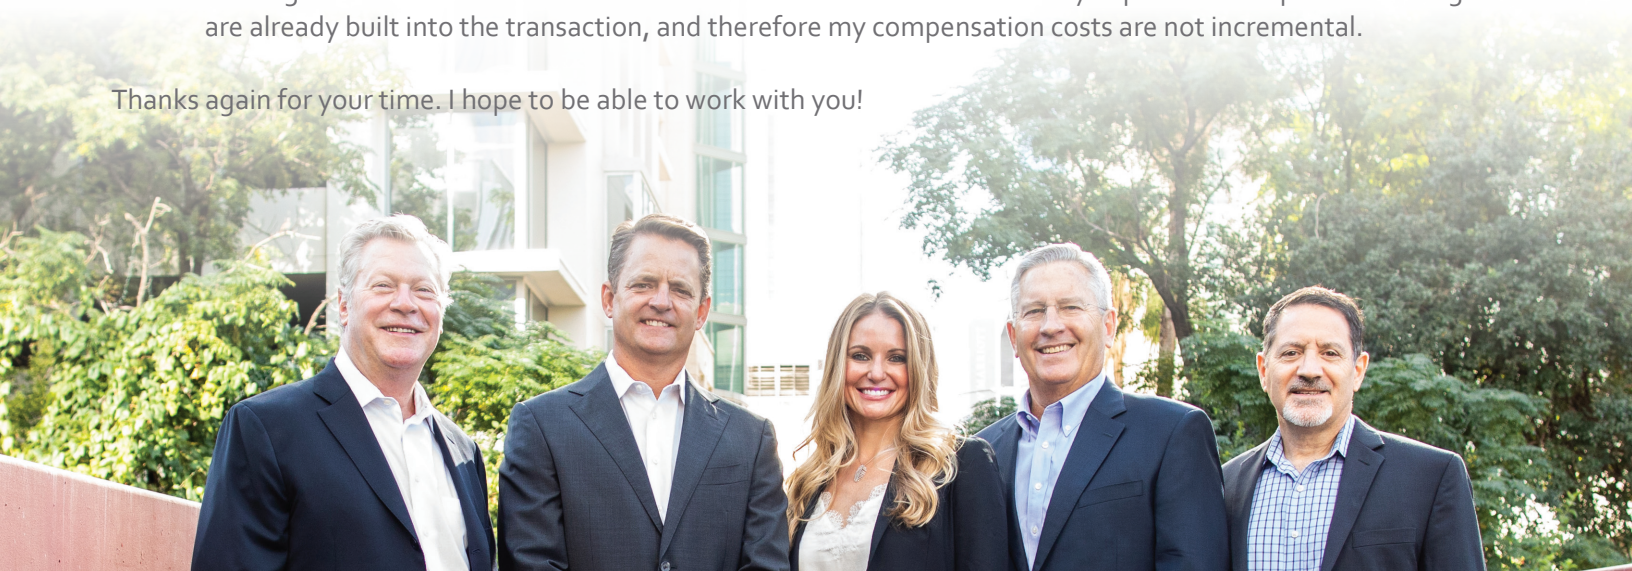 are already built into the transaction, and therefore my compensation costs are not incremental.
Thanks again for your time. I hope to be able to work with you!